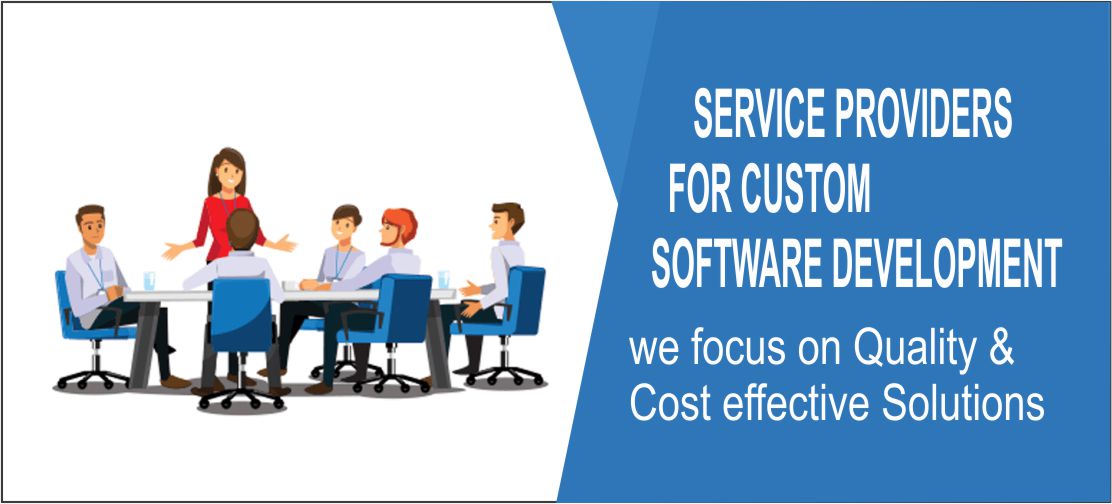 SERVICE PROVIDERS
FOR CUSTOM
SOFTWARE DEVELOPMENT
we focus on Quality &
Cost effective Solutions